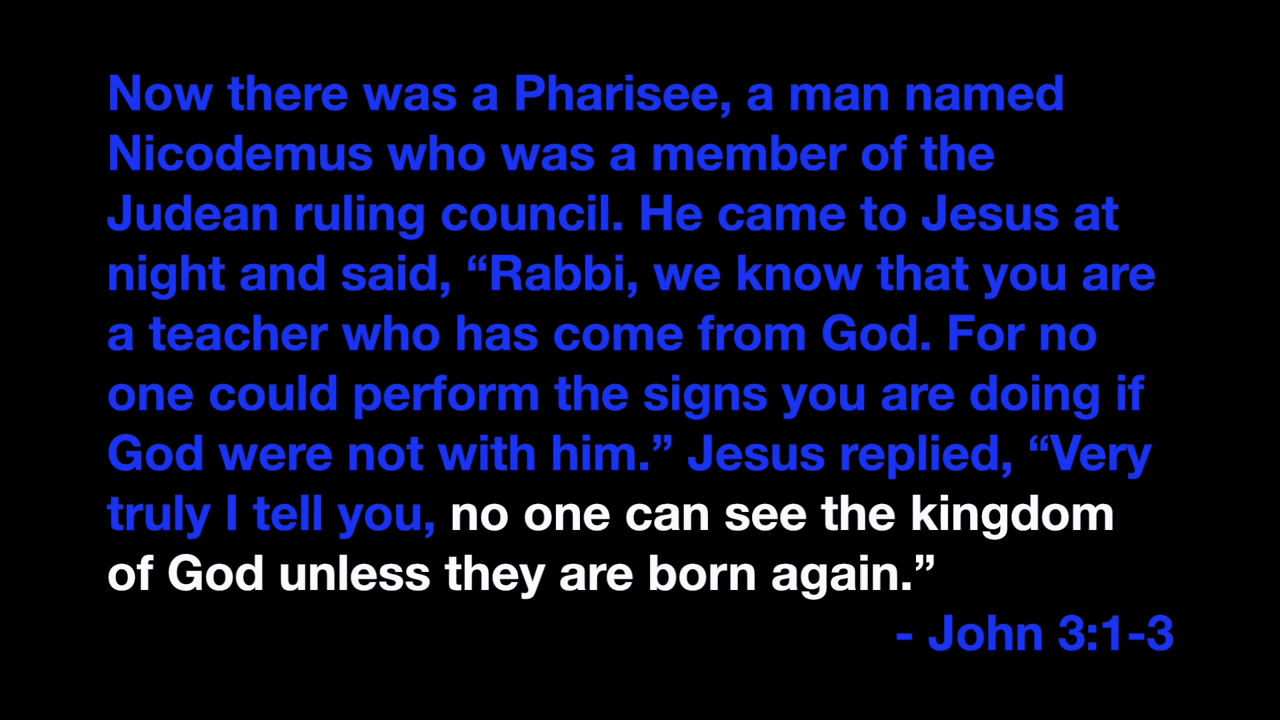 Now there was a Pharisee, a man named
Nicodemus who was a member of the
Judean ruling council. He came to Jesus at
night and said, “Rabbi, we know that you are
a teacher who has come from God. For no
one could perform the signs you are doing if
God were not with him.” Jesus replied, “Very
truly I tell you, no one can see the kingdom
of God unless they are born again.”
- John 3:1-3